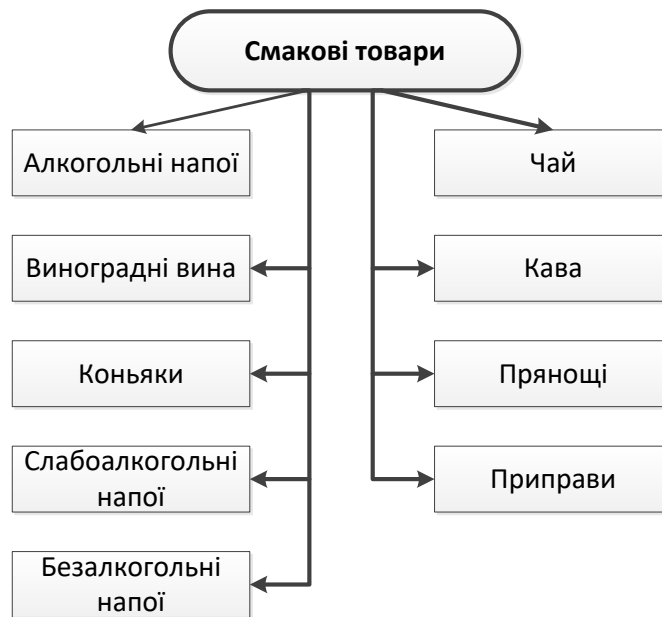 Смакові товари
Алкогольні напої
Чай
Виноградні вина
Кава
Коньяки
Прянощі
Слабоалкогольні
напої
Приправи
Безалкогольні
напої